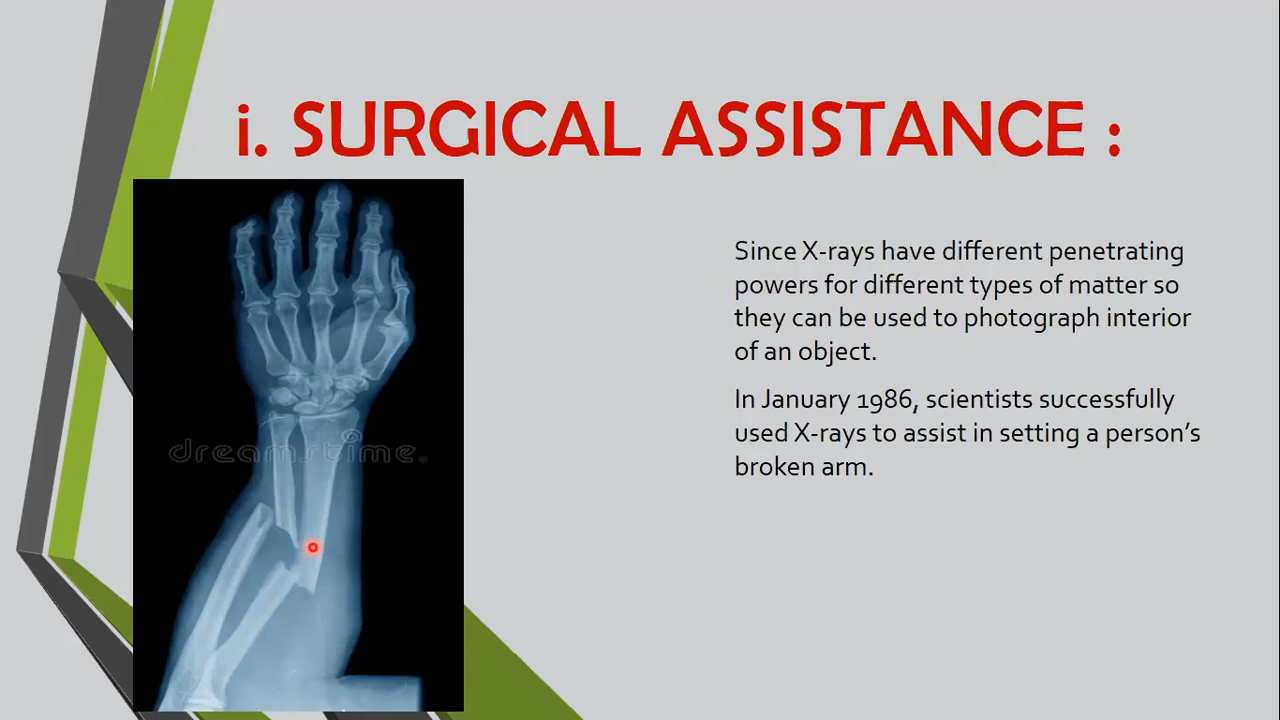 i. SURGICAL ASSISTANCE :
Since X-rays have different penetrating
powers for different types of matter so
they can be used to photograph interior
of an object.
In January 1986, scientists successfully
used X-rays to assist in setting a person’s
broken arm.
dreamstime.